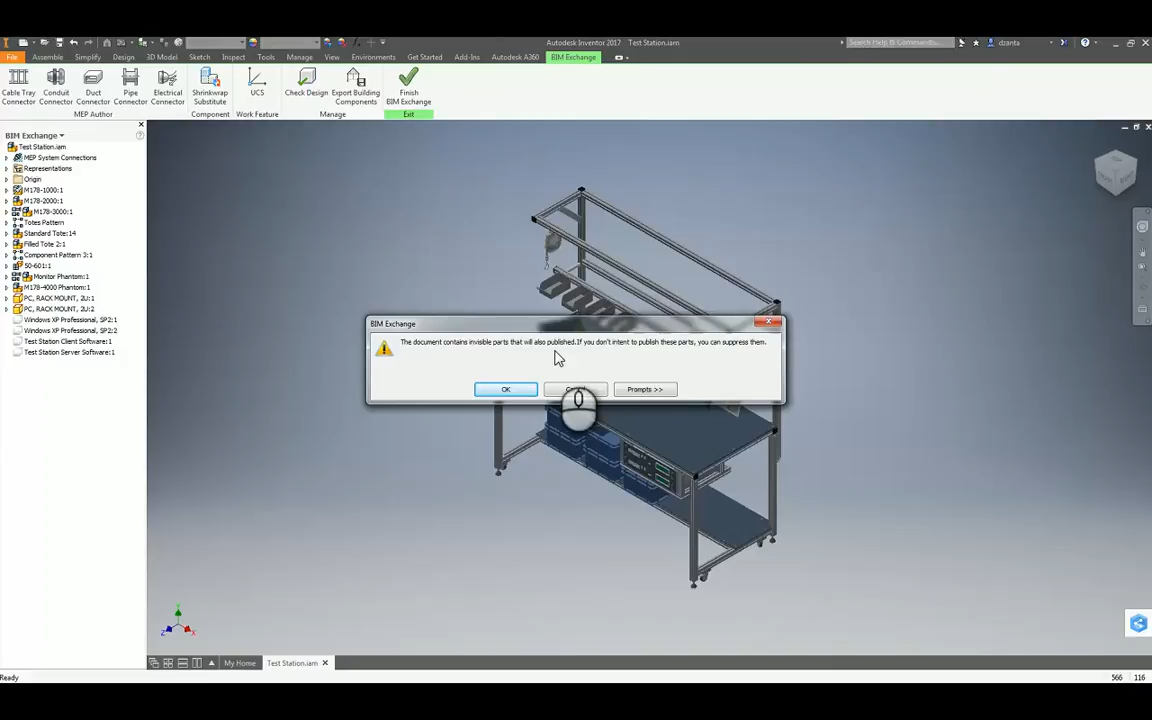 Autodesk Inventor 2017 Test Station.iam
Search Help & Commands...
dzanta
File
Assemble
Simplify
Design
3D Model
Sketch
Inspect
Tools
Manage
View
Environments
Get Started
Add-Ins
Autodesk A360
BIM Exchange
Cable Tray Connector
Conduit Connector
Duct Connector
Pipe Connector
Electrical Connector
Shrinkwrap Substitute
UCS
Check Design
Export Building Components
Finish BIM Exchange
MEP Author
Component
Work Feature
Manage
Exit
BIM Exchange
Test Station.iam
MEP System Connections
Representations
Origin
M178-1000:1
M178-2000:1
M178-3000:1
Totes Pattern
Standard Tote:14
Filled Tote 2:1
Component Pattern 3:1
50-601:1
Monitor Phantom:1
M178-4000 Phantom:1
PC, RACK MOUNT, 2U:1
PC, RACK MOUNT, 2U:2
Windows XP Professional, SP2:1
Windows XP Professional, SP2:2
Test Station Client Software:1
Test Station Server Software:1
BIM Exchange
The document contains invisible parts that will also published.If you don't intent to publish these parts, you can suppress them.
OK
Prompts >>
Y
Z
X
My Home
Test Station.iam
Ready
566
116